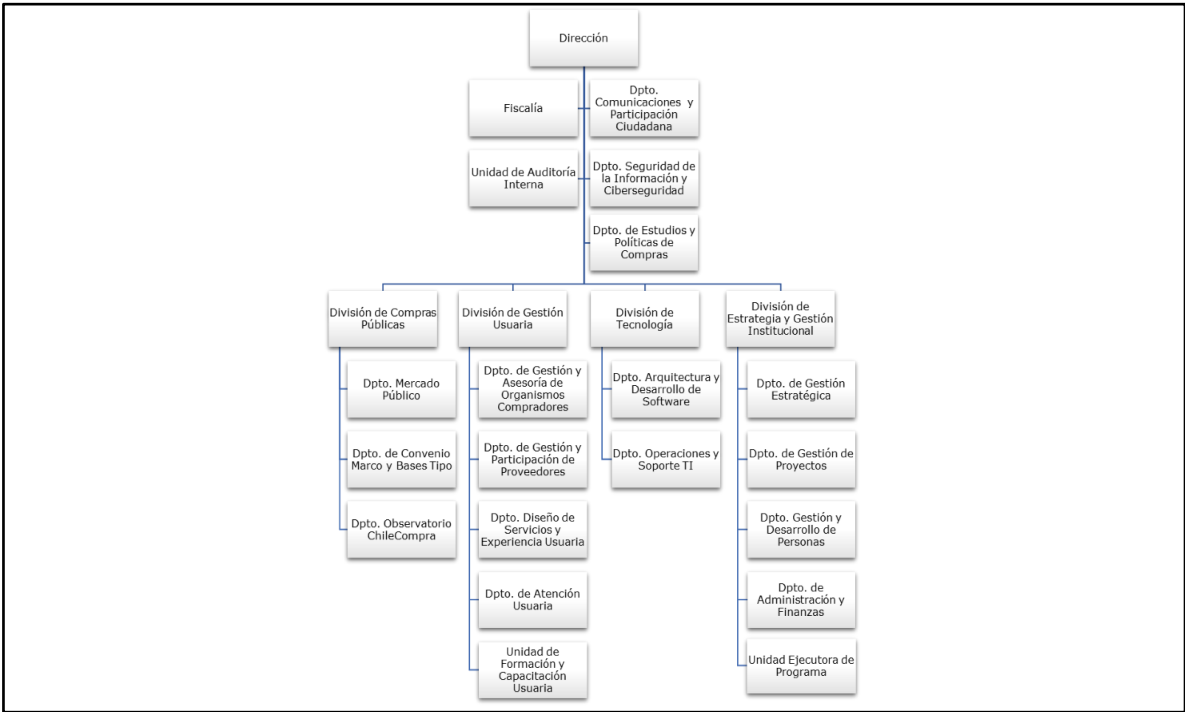 Dirección
Fiscalía
Dpto.
Comunicaciones y
Participación
Ciudadana
Unidad de Auditoría
Interna
Dpto. Seguridad de
la Información y
Ciberseguridad
Dpto. de Estudios y
Políticas de
Compras
División de Compras
Públicas
Dpto. Mercado
Público
Dpto. de Convenio
Marco y Bases Tipo
Dpto. Observatorio
ChileCompra
División de Gestión
Usuaria
Dpto. de Gestión y
Asesoría de
Organismos
Compradores
Dpto. de Gestión y
Participación de
Proveedores
Dpto. Diseño de
Servicios y
Experiencia Usuaria
Dpto. de Atención
Usuaria
Unidad de
Formación y
Capacitación
Usuaria
División de
Tecnología
Dpto. Arquitectura y
Desarrollo de
Software
Dpto. Operaciones y
Soporte TI
División de
Estrategia y Gestión
Institucional
Dpto. de Gestión
Estratégica
Dpto. de Gestión de
Proyectos
Dpto. Gestión y
Desarrollo de
Personas
Dpto. de
Administración y
Finanzas
Unidad Ejecutora de
Programa